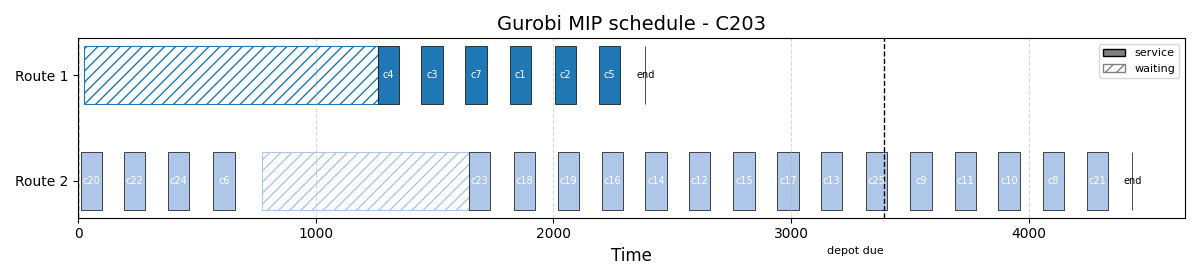 Gurobi MIP schedule - C203
service
waiting
Route 1
c4 c3 c7 c1 c2 c5 end
Route 2
c20 c22 c24 c6 c23 c18 c19 c16 c14 c12 c15 c17 c13 c25 c9 c11 c10 c8 c21 end
0 1000 2000 3000 4000
depot due
Time